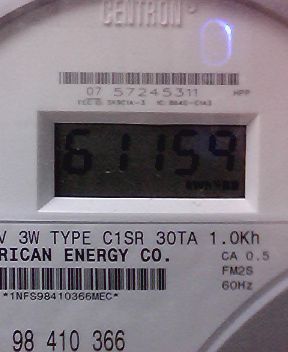 CENTRON®
07 57245311 HPP
61159
V 3W TYPE C1SR 30TA 1.0Kh
RICAN ENERGY CO. CA 0.5
FM2S
*1NFS98410366MEC* 60Hz
98 410 366